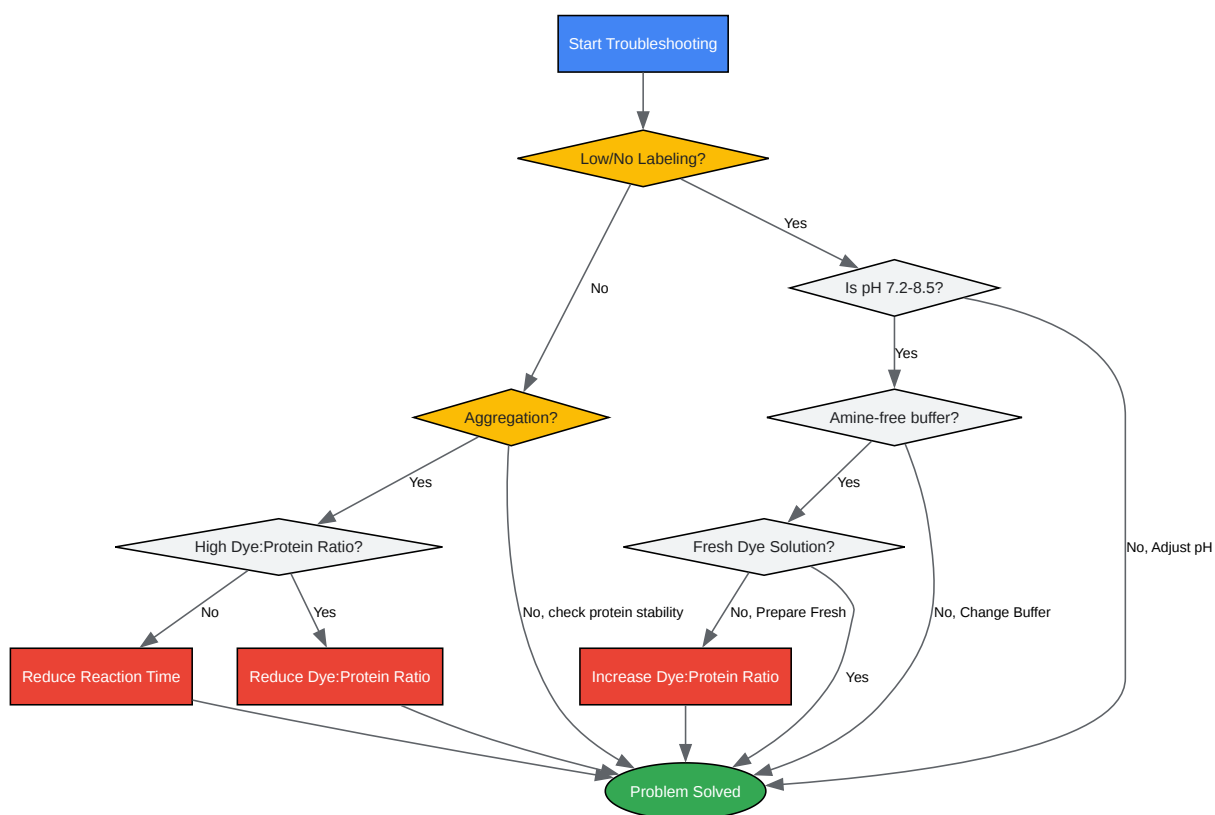 Start Troubleshooting
Low/No Labeling?
Yes
Is pH 7.2-8.5?
No
Yes
Aggregation?
Amine-free buffer?
Yes
Yes
High Dye:Protein Ratio?
Fresh Dye Solution?
No, Adjust pH
No
Yes
No, check protein stability
No, Prepare Fresh
No, Change Buffer
Reduce Reaction Time
Reduce Dye:Protein Ratio
Increase Dye:Protein Ratio
Yes
Problem Solved